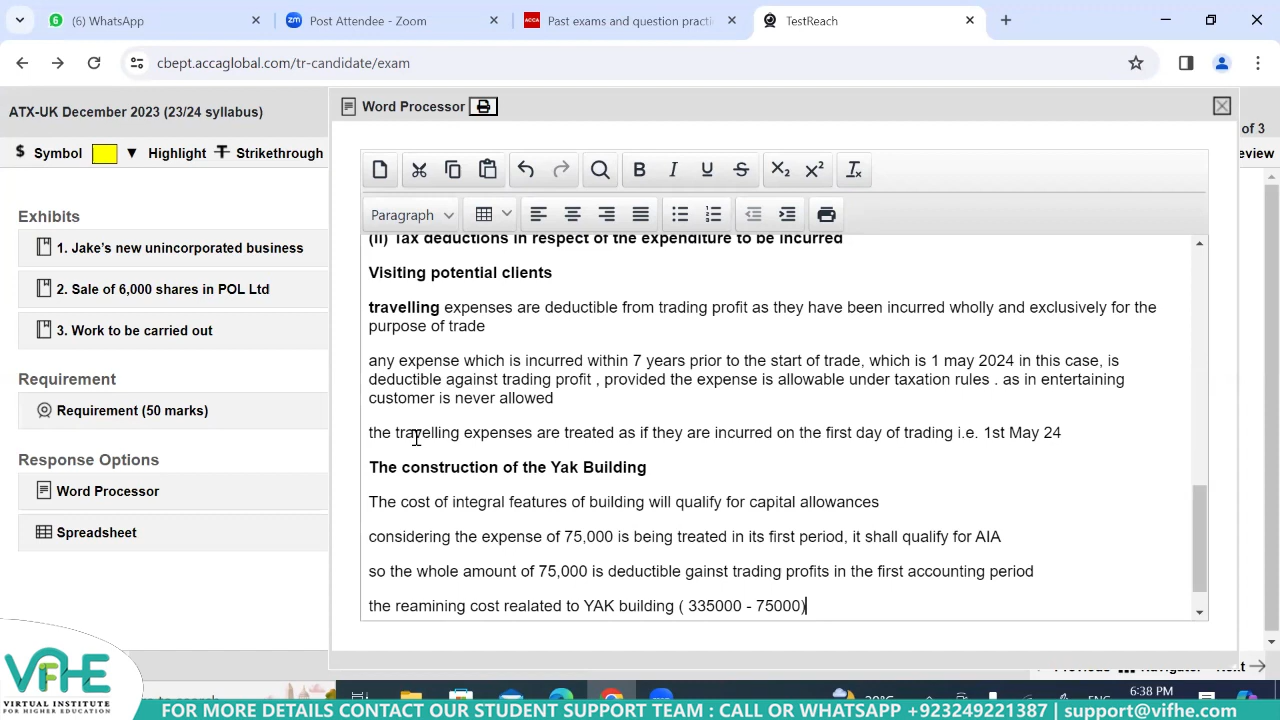 (6) WhatsApp
Post Attendee - Zoom
ACCA Past exams and question practi
TestReach
cbept.accaglobal.com/tr-candidate/exam
ATX-UK December 2023 (23/24 syllabus)
Word Processor
of 3
Symbol Highlight Strikethrough
eview
Paragraph
Exhibits
1. Jake's new unincorporated business
2. Sale of 6,000 shares in POL Ltd
3. Work to be carried out
Requirement
Requirement (50 marks)
Response Options
Word Processor
Spreadsheet
(ii) Tax deductions in respect of the expenditure to be incurred
Visiting potential clients
travelling expenses are deductible from trading profit as they have been incurred wholly and exclusively for the
purpose of trade
any expense which is incurred within 7 years prior to the start of trade, which is 1 may 2024 in this case, is
deductible against trading profit , provided the expense is allowable under taxation rules . as in entertaining
customer is never allowed
the travelling expenses are treated as if they are incurred on the first day of trading i.e. 1st May 24
The construction of the Yak Building
The cost of integral features of building will qualify for capital allowances
considering the expense of 75,000 is being treated in its first period, it shall qualify for AIA
so the whole amount of 75,000 is deductible gainst trading profits in the first accounting period
the reamining cost realated to YAK building ( 335000 - 75000)
ENG
6:38 PM
VFHE
VIRTUAL INSTITUTE
FOR HIGHER EDUCATION
FOR MORE DETAILS CONTACT OUR STUDENT SUPPORT TEAM : CALL OR WHATSAPP +923249221387 | support@vifhe.com